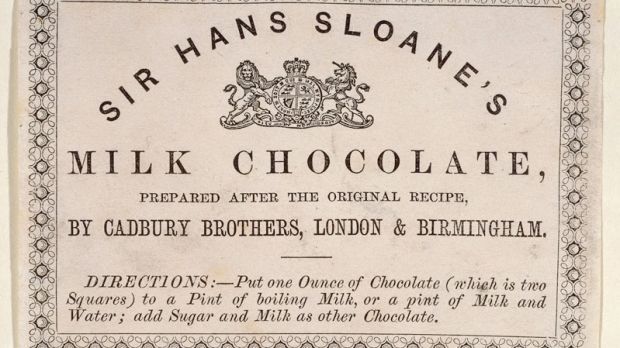 SIR HANS SLOANE'S
MILK CHOCOLATE,
PREPARED AFTER THE ORIGINAL RECIPE,
BY CADBURY BROTHERS, LONDON & BIRMINGHAM.
DIRECTIONS:—Put one Ounce of Chocolate (which is two
Squares) to a Pint of boiling Milk, or a pint of Milk and
Water; add Sugar and Milk as other Chocolate.